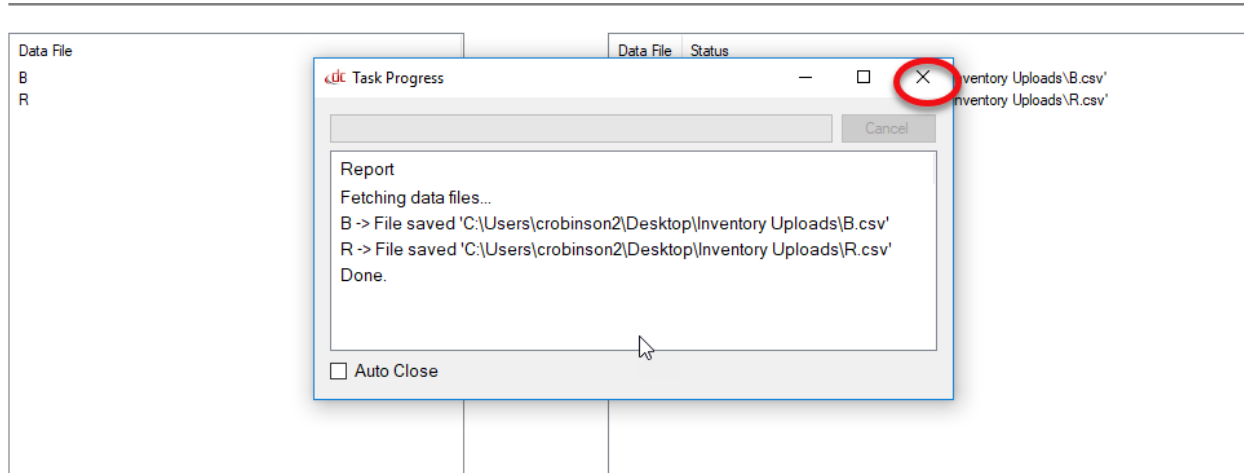 Data File
B
R
Data File Status
nventory Uploads\B.csv'
nventory Uploads\R.csv'
dc Task Progress
Cancel
Report
Fetching data files...
B -> File saved 'C:\Users\crobinson2\Desktop\Inventory Uploads\B.csv'
R -> File saved 'C:\Users\crobinson2\Desktop\Inventory Uploads\R.csv'
Done.
Auto Close